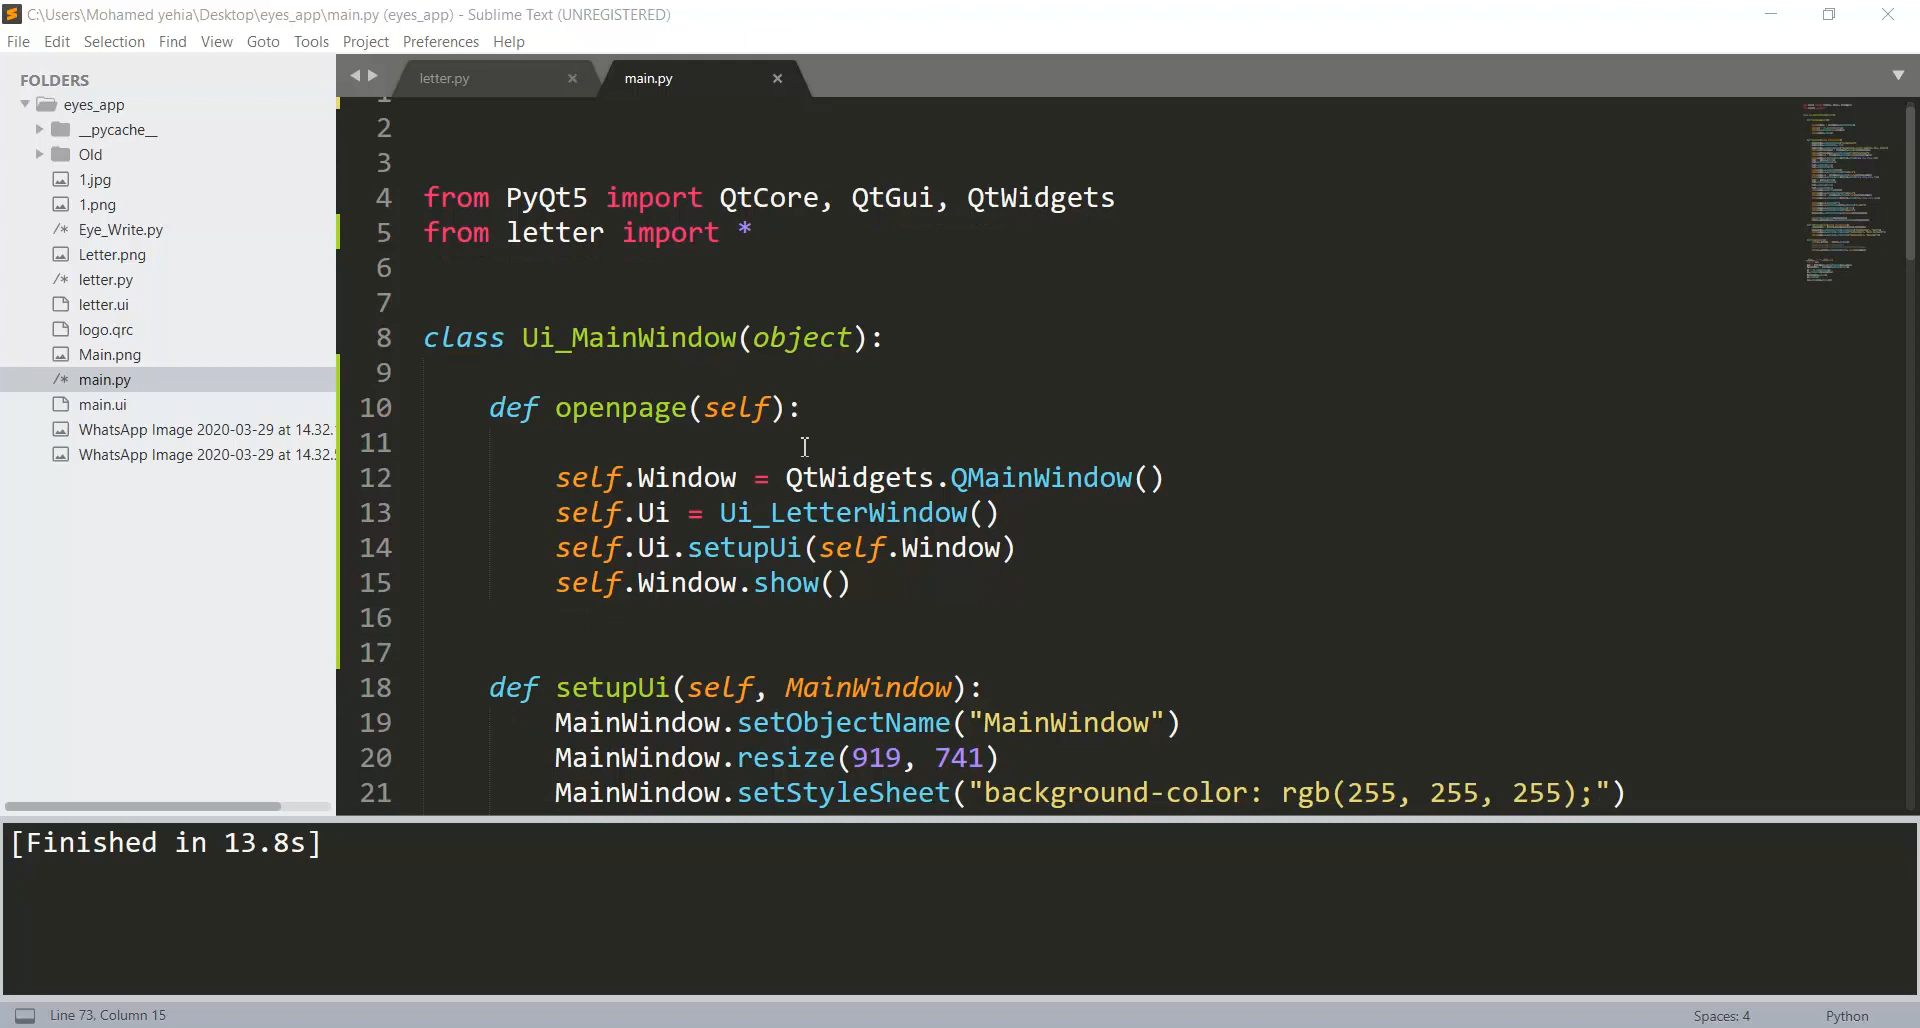 C:\Users\Mohamed yehia\Desktop\eyes_app\main.py (eyes_app) - Sublime Text (UNREGISTERED)
File Edit Selection Find View Goto Tools Project Preferences Help
FOLDERS
eyes_app
__pycache__
Old
1.jpg
1.png
/* Eye_Write.py
Letter.png
/* letter.py
letter.ui
logo.qrc
Main.png
/* main.py
main.ui
WhatsApp Image 2020-03-29 at 14.32.
WhatsApp Image 2020-03-29 at 14.32.
letter.py
main.py
1
2
3
4 from PyQt5 import QtCore, QtGui, QtWidgets
5 from letter import *
6
7
8 class Ui_MainWindow(object):
9
10 def openpage(self):
11
12 self.Window = QtWidgets.QMainWindow()
13 self.Ui = Ui_LetterWindow()
14 self.Ui.setupUi(self.Window)
15 self.Window.show()
16
17
18 def setupUi(self, MainWindow):
19 MainWindow.setObjectName("MainWindow")
20 MainWindow.resize(919, 741)
21 MainWindow.setStyleSheet("background-color: rgb(255, 255, 255);")
[Finished in 13.8s]
Line 73, Column 15
Spaces: 4
Python